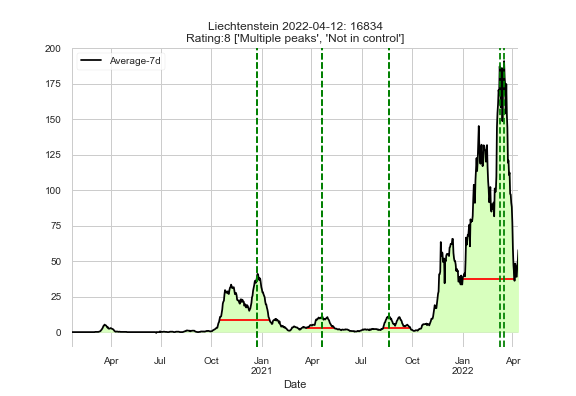 Liechtenstein 2022-04-12: 16834
Rating:8 ['Multiple peaks', 'Not in control']
Average-7d
200
175
150
125
100
75
50
25
0
Apr Jul Oct Jan Apr Jul Oct Jan Apr
2021 2022
Date